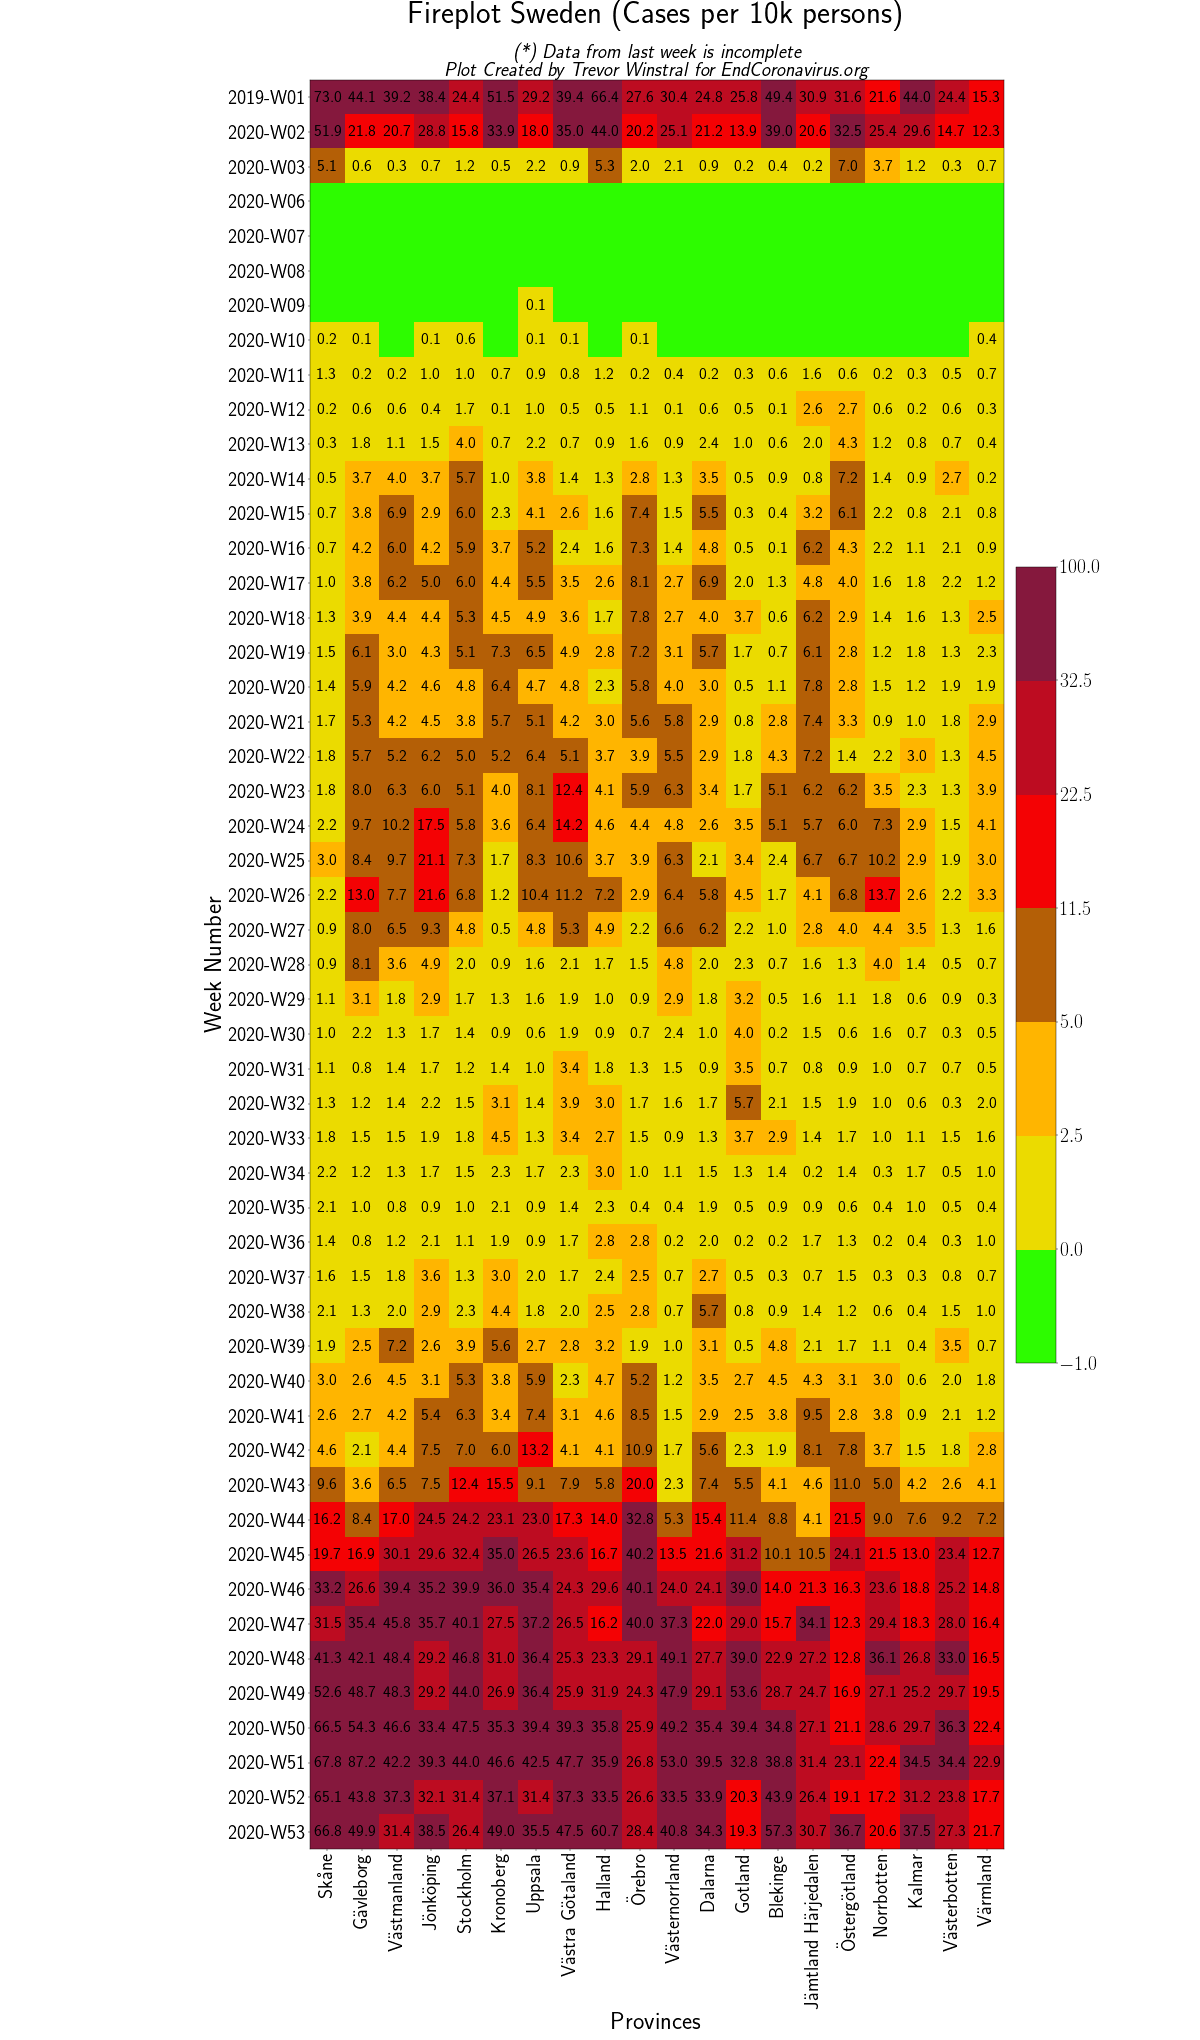 Fireplot Sweden (Cases per 10k persons)
(*) Data from last week is incomplete
Plot Created by Trevor Winstral for EndCoronavirus.org
2019-W01 73.0 44.1 39.2 38.4 24.4 51.5 29.2 39.4 66.4 27.6 30.4 24.8 25.8 49.4 30.9 31.6 21.6 44.0 24.4 15.3
2020-W02 51.9 21.8 20.7 28.8 15.8 33.9 18.0 35.0 44.0 20.2 25.1 21.2 13.9 39.0 20.6 32.5 25.4 29.6 14.7 12.3
2020-W03 5.1 0.6 0.3 0.7 1.2 0.5 2.2 0.9 5.3 2.0 2.1 0.9 0.2 0.4 0.2 7.0 3.7 1.2 0.3 0.7
2020-W06
2020-W07
2020-W08
2020-W09 0.1
2020-W10 0.2 0.1 0.1 0.6 0.1 0.1 0.1 0.4
2020-W11 1.3 0.2 0.2 1.0 1.0 0.7 0.9 0.8 1.2 0.2 0.4 0.2 0.3 0.6 1.6 0.6 0.2 0.3 0.5 0.7
2020-W12 0.2 0.6 0.6 0.4 1.7 0.1 1.0 0.5 0.5 1.1 0.1 0.6 0.5 0.1 2.6 2.7 0.6 0.2 0.6 0.3
2020-W13 0.3 1.8 1.1 1.5 4.0 0.7 2.2 0.7 0.9 1.6 0.9 2.4 1.0 0.6 2.0 4.3 1.2 0.8 0.7 0.4
2020-W14 0.5 3.7 4.0 3.7 5.7 1.0 3.8 1.4 1.3 2.8 1.3 3.5 0.5 0.9 0.8 7.2 1.4 0.9 2.7 0.2
2020-W15 0.7 3.8 6.9 2.9 6.0 2.3 4.1 2.6 1.6 7.4 1.5 5.5 0.3 0.4 3.2 6.1 2.2 0.8 2.1 0.8
2020-W16 0.7 4.2 6.0 4.2 5.9 3.7 5.2 2.4 1.6 7.3 1.4 4.8 0.5 0.1 6.2 4.3 2.2 1.1 2.1 0.9
2020-W17 1.0 3.8 6.2 5.0 6.0 4.4 5.5 3.5 2.6 8.1 2.7 6.9 2.0 1.3 4.8 4.0 1.6 1.8 2.2 1.2
2020-W18 1.3 3.9 4.4 4.4 5.3 4.5 4.9 3.6 1.7 7.8 2.7 4.0 3.7 0.6 6.2 2.9 1.4 1.6 1.3 2.5
2020-W19 1.5 6.1 3.0 4.3 5.1 7.3 6.5 4.9 2.8 7.2 3.1 5.7 1.7 0.7 6.1 2.8 1.2 1.8 1.3 2.3
2020-W20 1.4 5.9 4.2 4.6 4.8 6.4 4.7 4.8 2.3 5.8 4.0 3.0 0.5 1.1 7.8 2.8 1.5 1.2 1.9 1.9
2020-W21 1.7 5.3 4.2 4.5 3.8 5.7 5.1 4.2 3.0 5.6 5.8 2.9 0.8 2.8 7.4 3.3 0.9 1.0 1.8 2.9
2020-W22 1.8 5.7 5.2 6.2 5.0 5.2 6.4 5.1 3.7 3.9 5.5 2.9 1.8 4.3 7.2 1.4 2.2 3.0 1.3 4.5
2020-W23 1.8 8.0 6.3 6.0 5.1 4.0 8.1 12.4 4.1 5.9 6.3 3.4 1.7 5.1 6.2 6.2 3.5 2.3 1.3 3.9
2020-W24 2.2 9.7 10.2 17.5 5.8 3.6 6.4 14.2 4.6 4.4 4.8 2.6 3.5 5.1 5.7 6.0 7.3 2.9 1.5 4.1
2020-W25 3.0 8.4 9.7 21.1 7.3 1.7 8.3 10.6 3.7 3.9 6.3 2.1 3.4 2.4 6.7 6.7 10.2 2.9 1.9 3.0
2020-W26 2.2 13.0 7.7 21.6 6.8 1.2 10.4 11.2 7.2 2.9 6.4 5.8 4.5 1.7 4.1 6.8 13.7 2.6 2.2 3.3
2020-W27 0.9 8.0 6.5 9.3 4.8 0.5 4.8 5.3 4.9 2.2 6.6 6.2 2.2 1.0 2.8 4.0 4.4 3.5 1.3 1.6
2020-W28 0.9 8.1 3.6 4.9 2.0 0.9 1.6 2.1 1.7 1.5 4.8 2.0 2.3 0.7 1.6 1.3 4.0 1.4 0.5 0.7
2020-W29 1.1 3.1 1.8 2.9 1.7 1.3 1.6 1.9 1.0 0.9 2.9 1.8 3.2 0.5 1.6 1.1 1.8 0.6 0.9 0.3
2020-W30 1.0 2.2 1.3 1.7 1.4 0.9 0.6 1.9 0.9 0.7 2.4 1.0 4.0 0.2 1.5 0.6 1.6 0.7 0.3 0.5
2020-W31 1.1 0.8 1.4 1.7 1.2 1.4 1.0 3.4 1.8 1.3 1.5 0.9 3.5 0.7 0.8 0.9 1.0 0.7 0.7 0.5
2020-W32 1.3 1.2 1.4 2.2 1.5 3.1 1.4 3.9 3.0 1.7 1.6 1.7 5.7 2.1 1.5 1.9 1.0 0.6 0.3 2.0
2020-W33 1.8 1.5 1.5 1.9 1.8 4.5 1.3 3.4 2.7 1.5 0.9 1.3 3.7 2.9 1.4 1.7 1.0 1.1 1.5 1.6
2020-W34 2.2 1.2 1.3 1.7 1.5 2.3 1.7 2.3 3.0 1.0 1.1 1.5 1.3 1.4 0.2 1.4 0.3 1.7 0.5 1.0
2020-W35 2.1 1.0 0.8 0.9 1.0 2.1 0.9 1.4 2.3 0.4 0.4 1.9 0.5 0.9 0.9 0.6 0.4 1.0 0.5 0.4
2020-W36 1.4 0.8 1.2 2.1 1.1 1.9 0.9 1.7 2.8 2.8 0.2 2.0 0.2 0.2 1.7 1.3 0.2 0.4 0.3 1.0
2020-W37 1.6 1.5 1.8 3.6 1.3 3.0 2.0 1.7 2.4 2.5 0.7 2.7 0.5 0.3 0.7 1.5 0.3 0.3 0.8 0.7
2020-W38 2.1 1.3 2.0 2.9 2.3 4.4 1.8 2.0 2.5 2.8 0.7 5.7 0.8 0.9 1.4 1.2 0.6 0.4 1.5 1.0
2020-W39 1.9 2.5 7.2 2.6 3.9 5.6 2.7 2.8 3.2 1.9 1.0 3.1 0.5 4.8 2.1 1.7 1.1 0.4 3.5 0.7
2020-W40 3.0 2.6 4.5 3.1 5.3 3.8 5.9 2.3 4.7 5.2 1.2 3.5 2.7 4.5 4.3 3.1 3.0 0.6 2.0 1.8
2020-W41 2.6 2.7 4.2 5.4 6.3 3.4 7.4 3.1 4.6 8.5 1.5 2.9 2.5 3.8 9.5 2.8 3.8 0.9 2.1 1.2
2020-W42 4.6 2.1 4.4 7.5 7.0 6.0 13.2 4.1 4.1 10.9 1.7 5.6 2.3 1.9 8.1 7.8 3.7 1.5 1.8 2.8
2020-W43 9.6 3.6 6.5 7.5 12.4 15.5 9.1 7.9 5.8 20.0 2.3 7.4 5.5 4.1 4.6 11.0 5.0 4.2 2.6 4.1
2020-W44 16.2 8.4 17.0 24.5 24.2 23.1 23.0 17.3 14.0 32.8 5.3 15.4 11.4 8.8 4.1 21.5 9.0 7.6 9.2 7.2
2020-W45 19.7 16.9 30.1 29.6 32.4 35.0 26.5 23.6 16.7 40.2 13.5 21.6 31.2 10.1 10.5 24.1 21.5 13.0 23.4 12.7
2020-W46 33.2 26.6 39.4 35.2 39.9 36.0 35.4 24.3 29.6 40.1 24.0 24.1 39.0 14.0 21.3 16.3 23.6 18.8 25.2 14.8
2020-W47 31.5 35.4 45.8 35.7 40.1 27.5 37.2 26.5 16.2 40.0 37.3 22.0 29.0 15.7 34.1 12.3 29.4 18.3 28.0 16.4
2020-W48 41.3 42.1 48.4 29.2 46.8 31.0 36.4 25.3 23.3 29.1 49.1 27.7 39.0 22.9 27.2 12.8 36.1 26.8 33.0 16.5
2020-W49 52.6 48.7 48.3 29.2 44.0 26.9 36.4 25.9 31.9 24.3 47.9 29.1 53.6 28.7 24.7 16.9 27.1 25.2 29.7 19.5
2020-W50 66.5 54.3 46.6 33.4 47.5 35.3 39.4 39.3 35.8 25.9 49.2 35.4 39.4 34.8 27.1 21.1 28.6 29.7 36.3 22.4
2020-W51 67.8 87.2 42.2 39.3 44.0 46.6 42.5 47.7 35.9 26.8 53.0 39.5 32.8 38.8 31.4 23.1 22.4 34.5 34.4 22.9
2020-W52 65.1 43.8 37.3 32.1 31.4 37.1 31.4 37.3 33.5 26.6 33.5 33.9 20.3 43.9 26.4 19.1 17.2 31.2 23.8 17.7
2020-W53 66.8 49.9 31.4 38.5 26.4 49.0 35.5 47.5 60.7 28.4 40.8 34.3 19.3 57.3 30.7 36.7 20.6 37.5 27.3 21.7
Week Number
Skåne
Gävleborg
Västmanland
Jönköping
Stockholm
Kronoberg
Uppsala
Västra Götaland
Halland
Örebro
Västernorrland
Dalarna
Gotland
Blekinge
Jämtland Härjedalen
Östergötland
Norrbotten
Kalmar
Västerbotten
Värmland
Provinces
100.0
32.5
22.5
11.5
5.0
2.5
0.0
−1.0